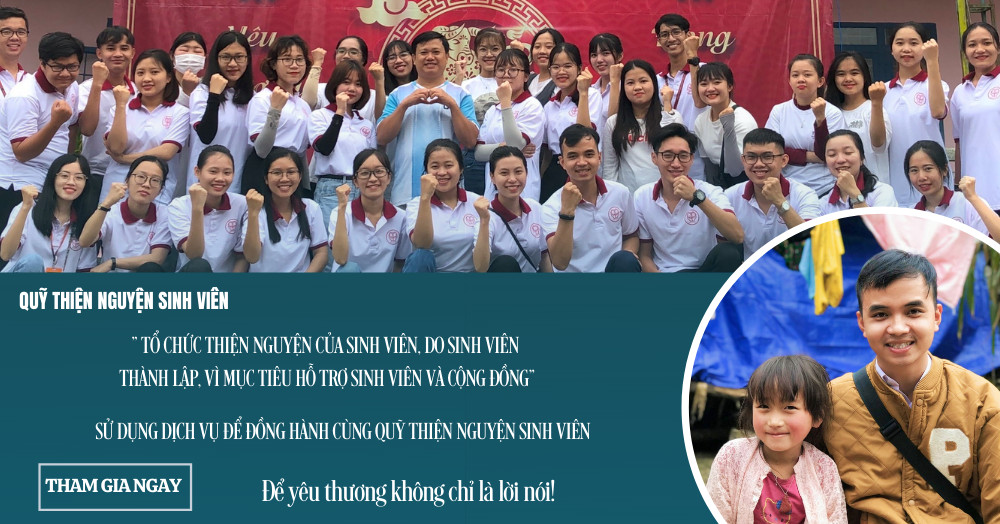 Yêu
QUỸ THIỆN NGUYỆN SINH VIÊN
" TỔ CHỨC THIỆN NGUYỆN CỦA SINH VIÊN, DO SINH VIÊN
THÀNH LẬP, VÌ MỤC TIÊU HỖ TRỢ SINH VIÊN VÀ CỘNG ĐỒNG"
SỬ DỤNG DỊCH VỤ ĐỂ ĐỒNG HÀNH CÙNG QUỸ THIỆN NGUYỆN SINH VIÊN
THAM GIA NGAY
Để yêu thương không chỉ là lời nói!
P